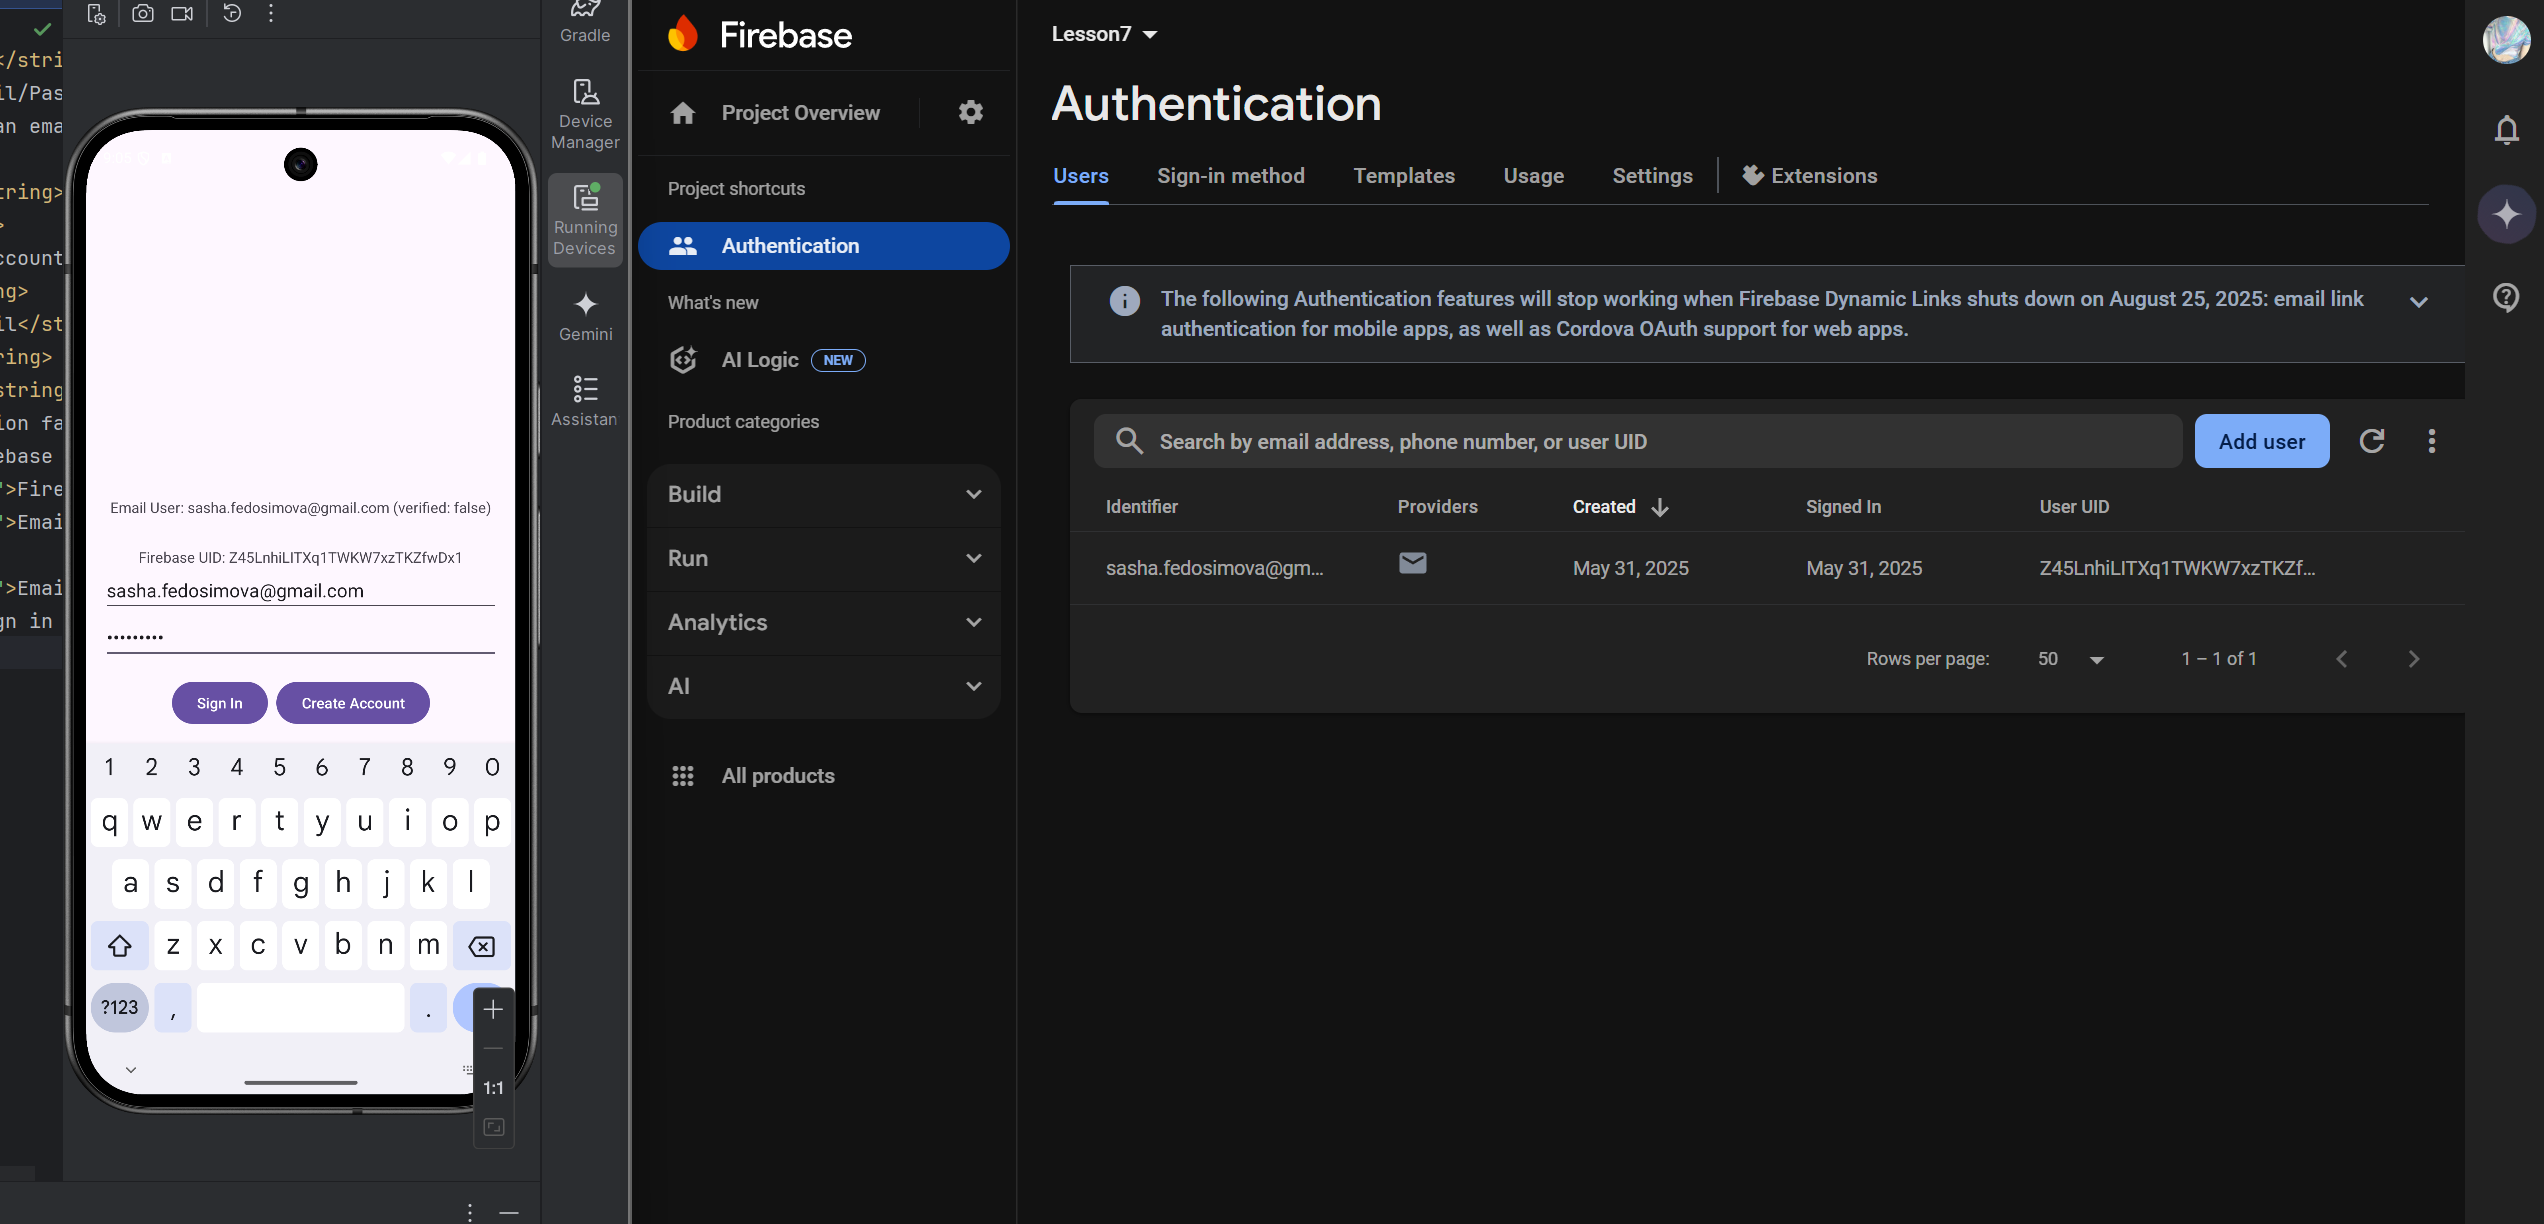 </stri
il/Pas
an ema
tring>
>
ccount
ng>
il</st
ring>
string
ion fa
ebase
">Fire
">Emai
">Emai
gn in
Email User: sasha.fedosimova@gmail.com (verified: false)
Firebase UID: Z45LnhiLlTXq1TWKW7xzTKZfwDx1
sasha.fedosimova@gmail.com
•••••••••
Sign In
Create Account
1 2 3 4 5 6 7 8 9 0
q w e r t y u i o p
a s d f g h j k l
z x c v b n m
?123 , .
1:1
Gradle
Device
Manager
Running
Devices
Gemini
Assistan
Firebase
Project Overview
Project shortcuts
Authentication
What's new
AI Logic NEW
Product categories
Build
Run
Analytics
AI
All products
Lesson7
Authentication
Users Sign-in method Templates Usage Settings Extensions
The following Authentication features will stop working when Firebase Dynamic Links shuts down on August 25, 2025: email link
authentication for mobile apps, as well as Cordova OAuth support for web apps.
Search by email address, phone number, or user UID
Add user
Identifier Providers Created Signed In User UID
sasha.fedosimova@gm... May 31, 2025 May 31, 2025 Z45LnhiLlTXq1TWKW7xzTKZf...
Rows per page: 50 1 – 1 of 1